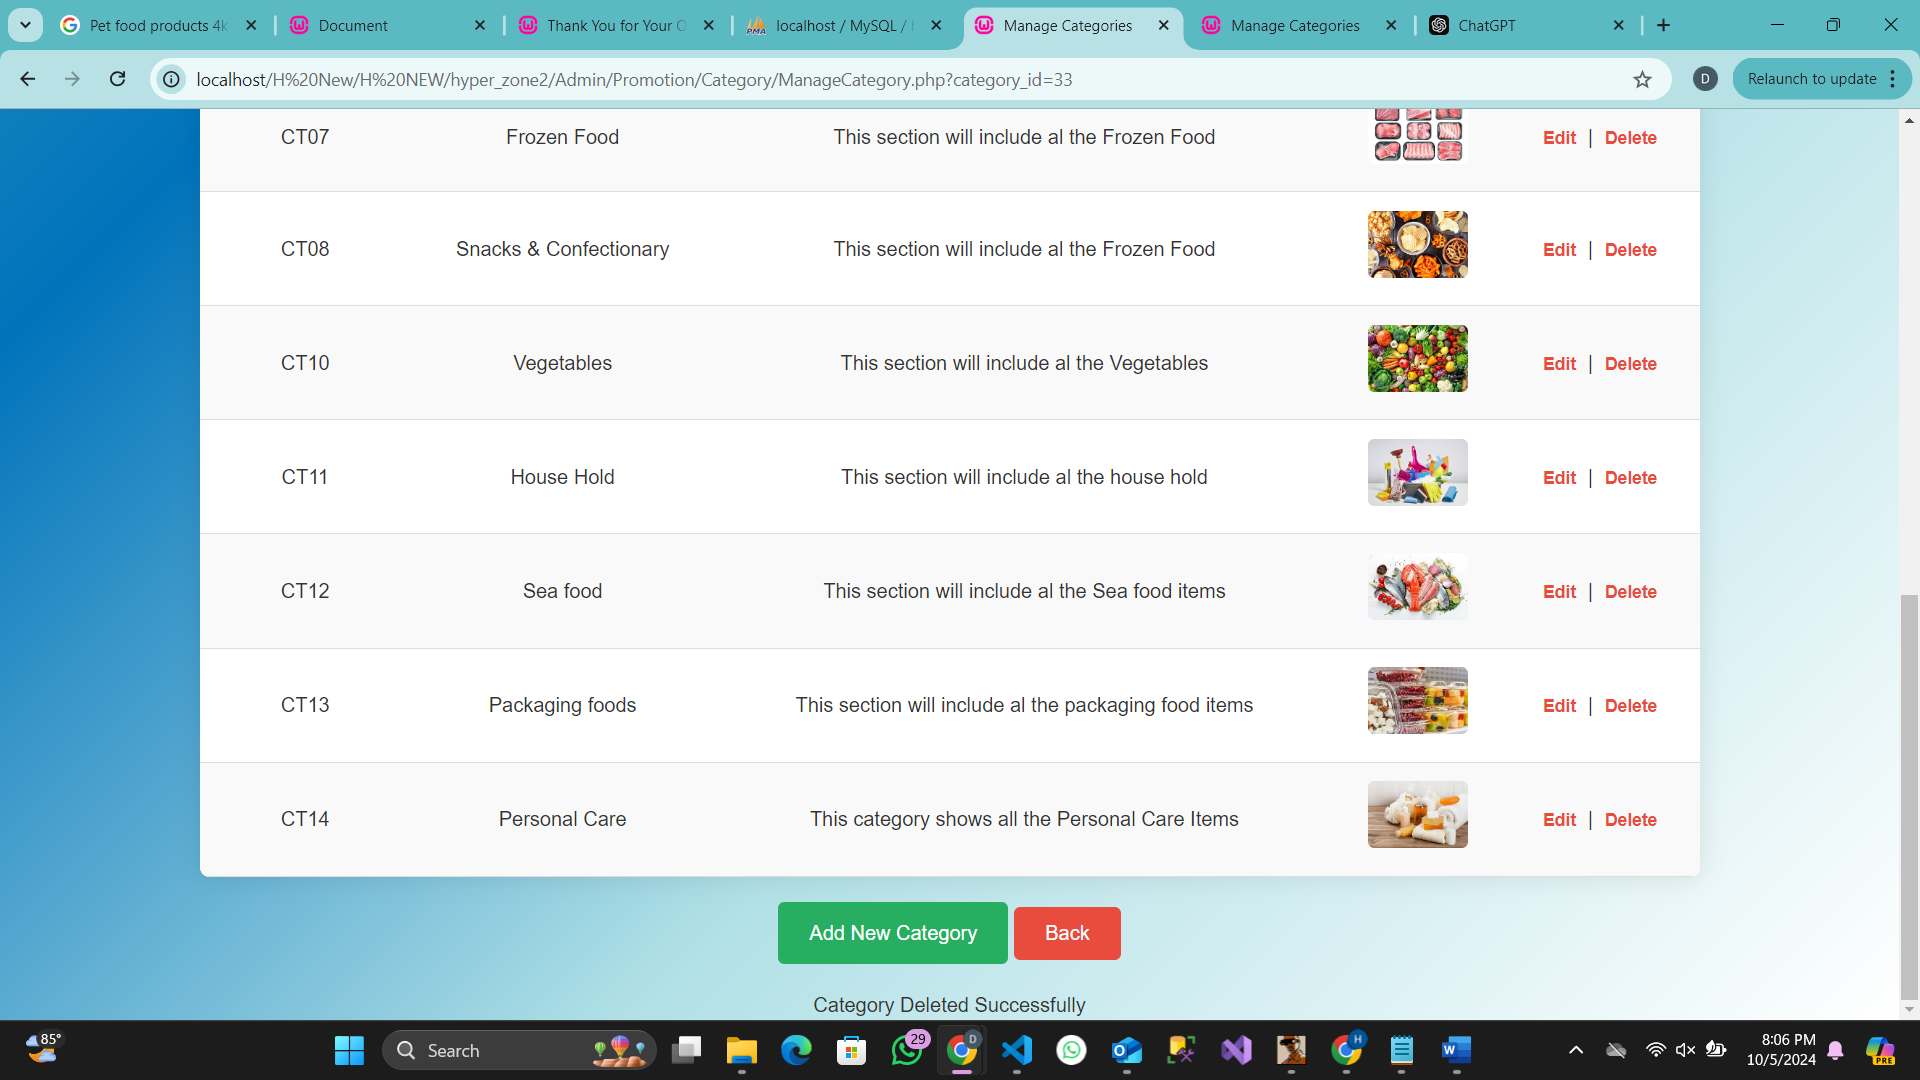 Pet food products 4k
Document
Thank You for Your O
localhost / MySQL /
Manage Categories
Manage Categories
ChatGPT
localhost/H%20New/H%20NEW/hyper_zone2/Admin/Promotion/Category/ManageCategory.php?category_id=33
D
Relaunch to update
CT07 Frozen Food This section will include al the Frozen Food Edit | Delete
CT08 Snacks & Confectionary This section will include al the Frozen Food Edit | Delete
CT10 Vegetables This section will include al the Vegetables Edit | Delete
CT11 House Hold This section will include al the house hold Edit | Delete
CT12 Sea food This section will include al the Sea food items Edit | Delete
CT13 Packaging foods This section will include al the packaging food items Edit | Delete
CT14 Personal Care This category shows all the Personal Care Items Edit | Delete
Add New Category Back
Category Deleted Successfully
85°
Search
29
D
H
8:06 PM
10/5/2024
PRE